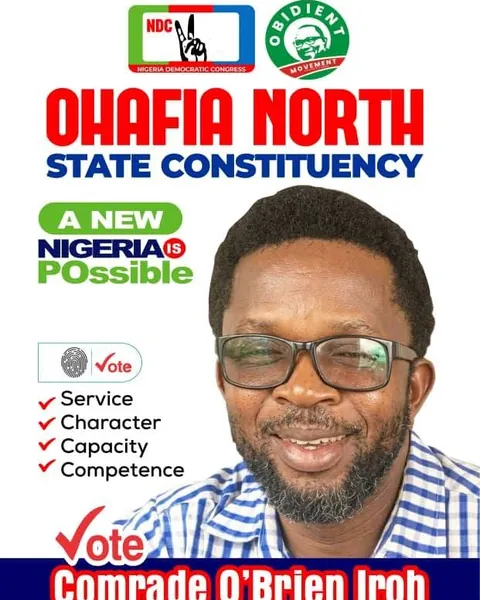 NDC
NIGERIA DEMOCRATIC CONGRESS
OBIDIENT
MOVEMENT
OHAFIA NORTH
STATE CONSTITUENCY
A NEW
NIGERIA IS
POssible
Vote
Service
Character
Capacity
Competence
Vote
Comrade O'Brien Iroh